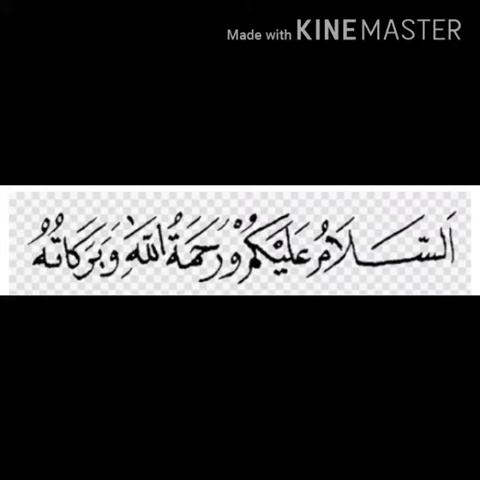 Made with KINEMASTER
اَلسَّلَامُ عَلَيْكُمْ وَرَحْمَةُ اللّٰهِ وَبَرَكَاتُهُ